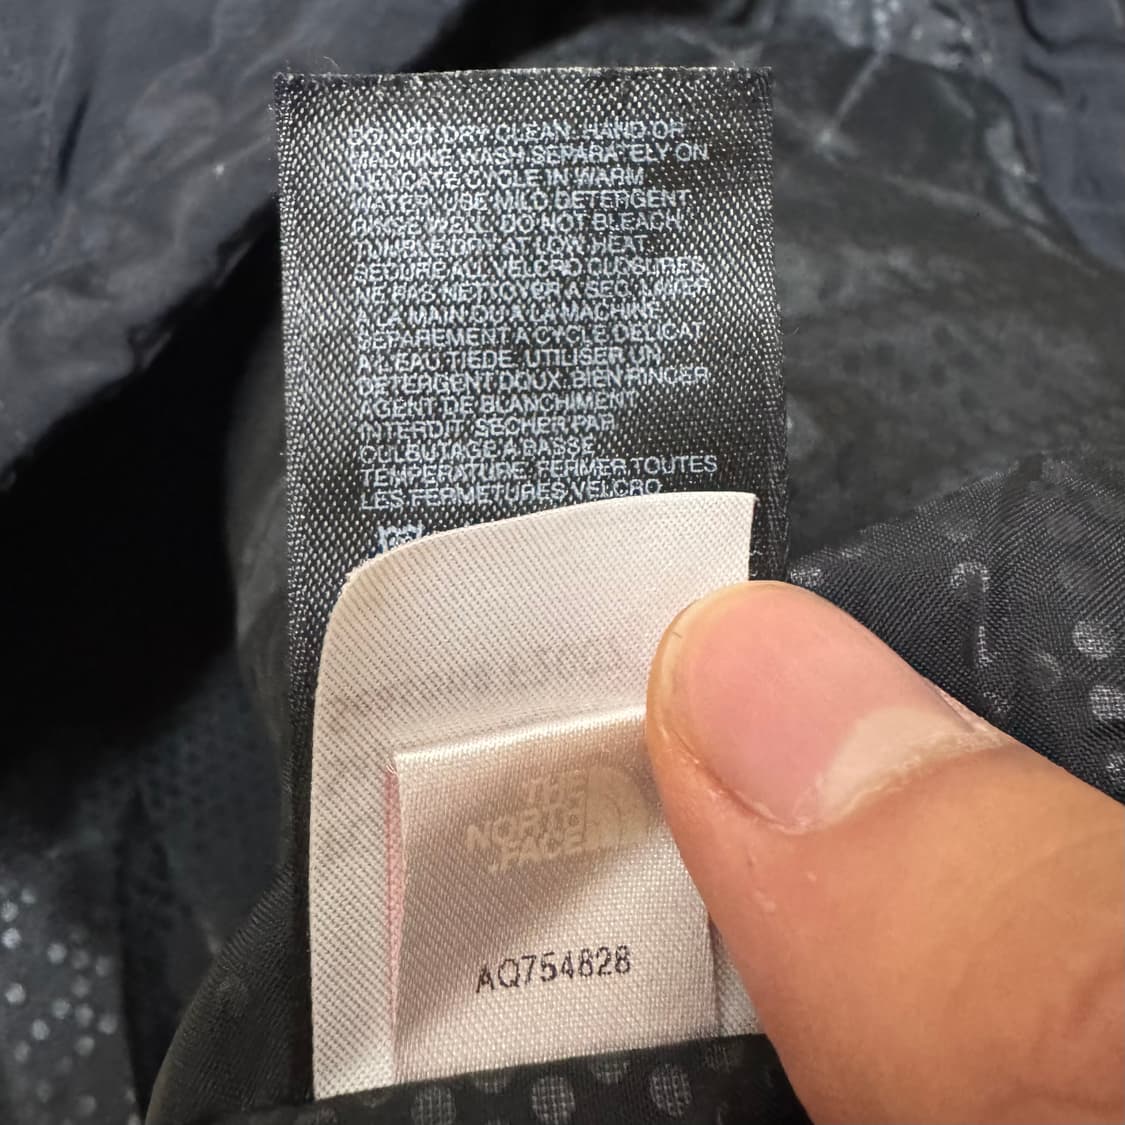 DO NOT DRY CLEAN. HAND OR
MACHINE WASH SEPARATELY ON
DELICATE CYCLE IN WARM
WATER. USE MILD DETERGENT
RINSE WELL. DO NOT BLEACH.
TUMBLE DRY AT LOW HEAT.
SECURE ALL VELCRO CLOSURES
NE PAS NETTOYER A SEC. LAVER
A LA MAIN OU A LA MACHINE
SEPAREMENT A CYCLE DELICAT
A L'EAU TIEDE. UTILISER UN
DETERGENT DOUX. BIEN RINCER
AGENT DE BLANCHIMENT
INTERDIT. SECHER PAR
CULBUTAGE A BASSE
TEMPERATURE. FERMER TOUTES
LES FERMETURES VELCRO
THE
NORTH
FACE
AQ754828